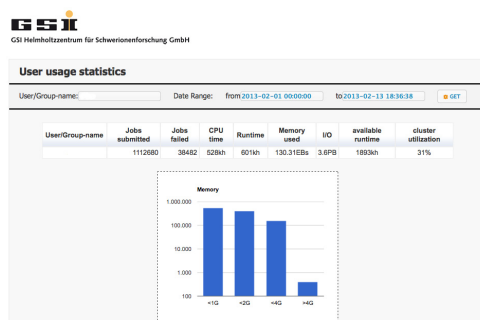 GSI
GSI Helmholtzzentrum für Schwerionenforschung GmbH
User usage statistics
User/Group-name: Date Range: from 2013-02-01 00:00:00 to 2013-02-13 18:36:38 GET
User/Group-name Jobs submitted Jobs failed CPU time Runtime Memory used I/O available runtime cluster utilization
1112680 38482 528kh 601kh 130.31EBs 3.6PB 1893kh 31%
Memory
1.000.000
100.000
10.000
1.000
100
<1G <2G <4G >4G